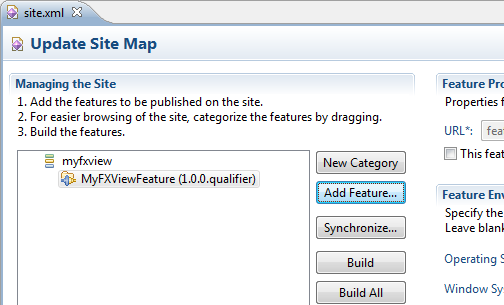 site.xml
Update Site Map
Managing the Site
1. Add the features to be published on the site.
2. For easier browsing of the site, categorize the features by dragging.
3. Build the features.
myfxview
MyFXViewFeature (1.0.0.qualifier)
New Category
Add Feature...
Synchronize...
Build
Build All
Feature Pro
Properties f
URL*:
fea
This feat
Feature Env
Specify the
Leave blank
Operating S
Window Sy